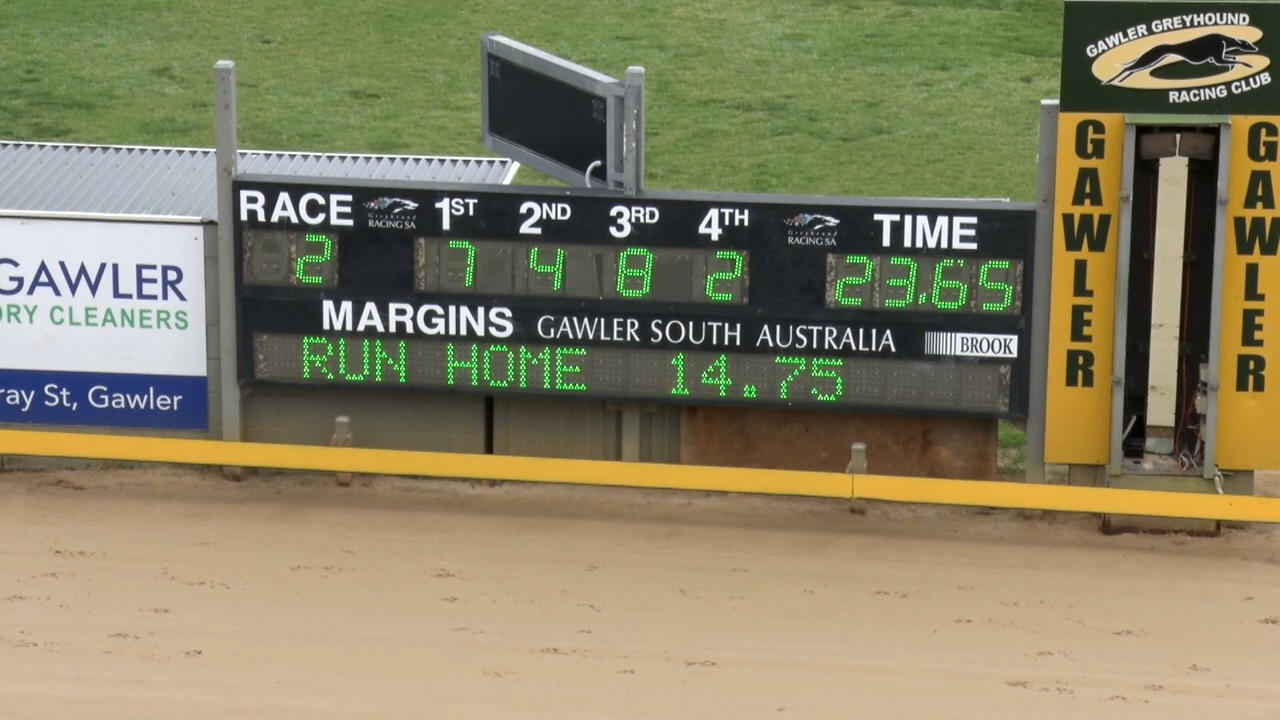 GAWLER GREYHOUND
RACING CLUB
RACE
Greyhound
RACING SA
1ST 2ND 3RD 4TH
Greyhound
RACING SA
TIME
2 7 4 8 2 23.65
MARGINS GAWLER SOUTH AUSTRALIA BROOK
RUN HOME 14.75
GAWLER
DRY CLEANERS
ray St, Gawler
GAWLER
GAWLER